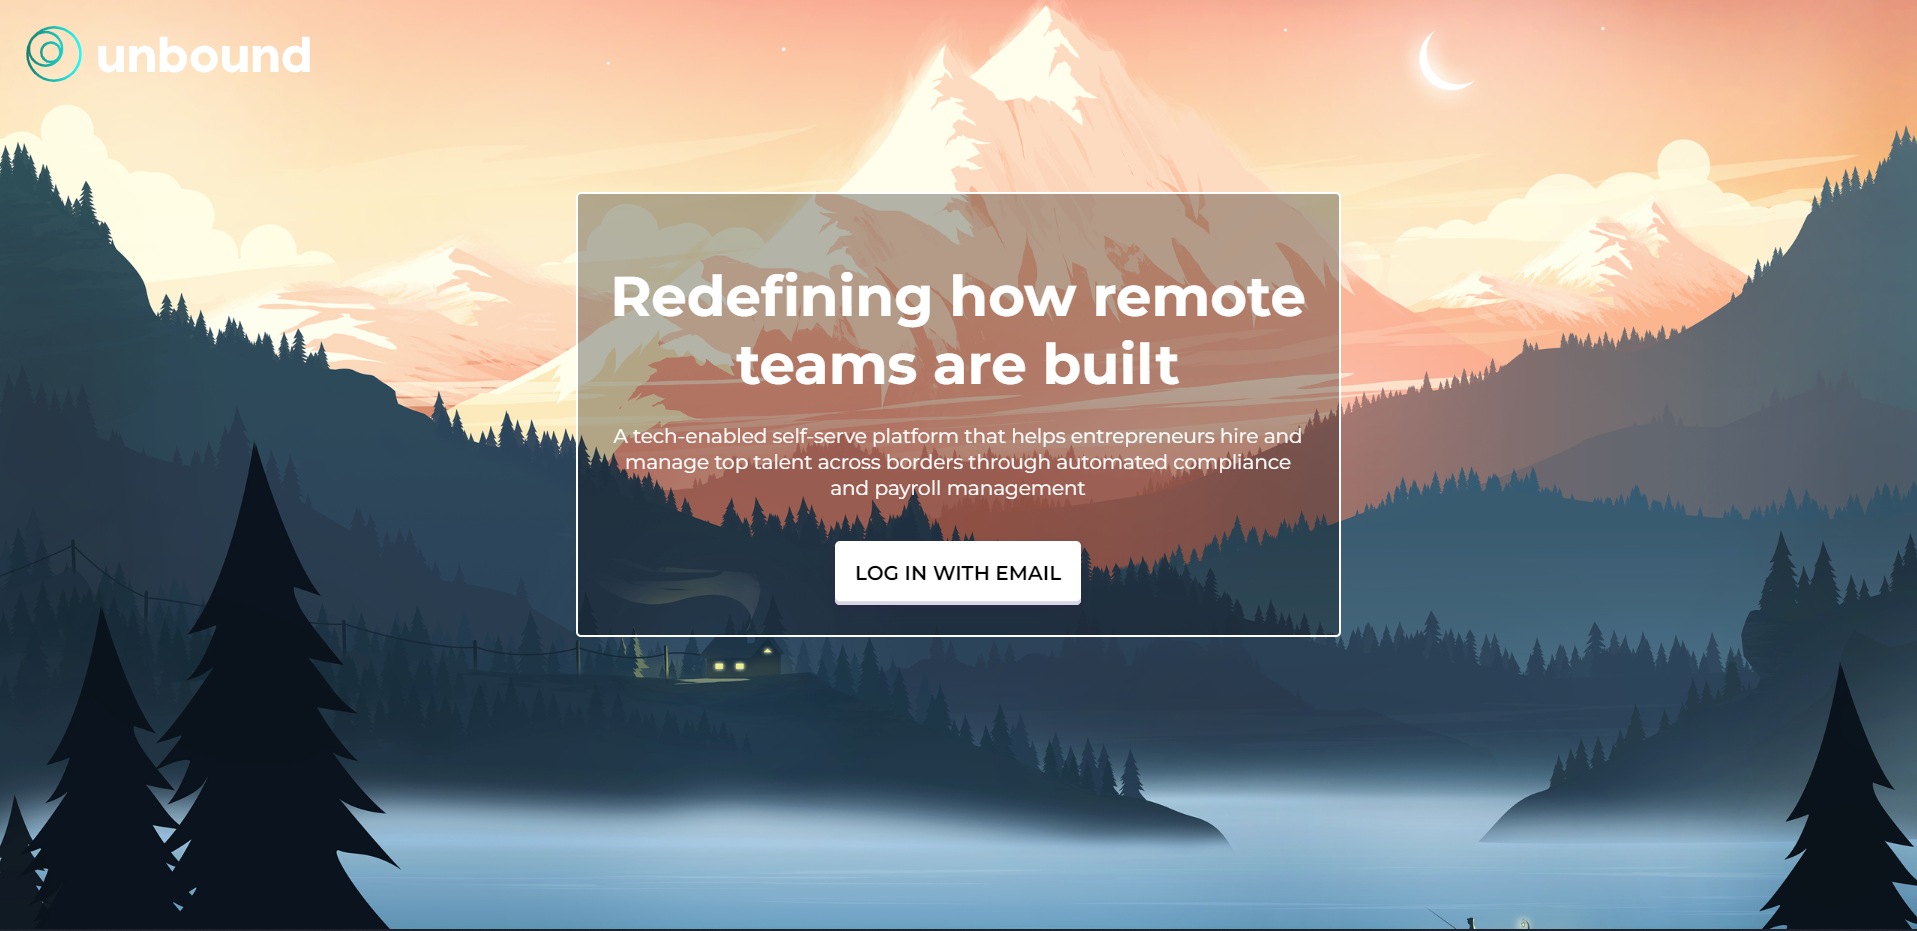 unbound
Redefining how remote
teams are built
A tech-enabled self-serve platform that helps entrepreneurs hire and
manage top talent across borders through automated compliance
and payroll management
LOG IN WITH EMAIL